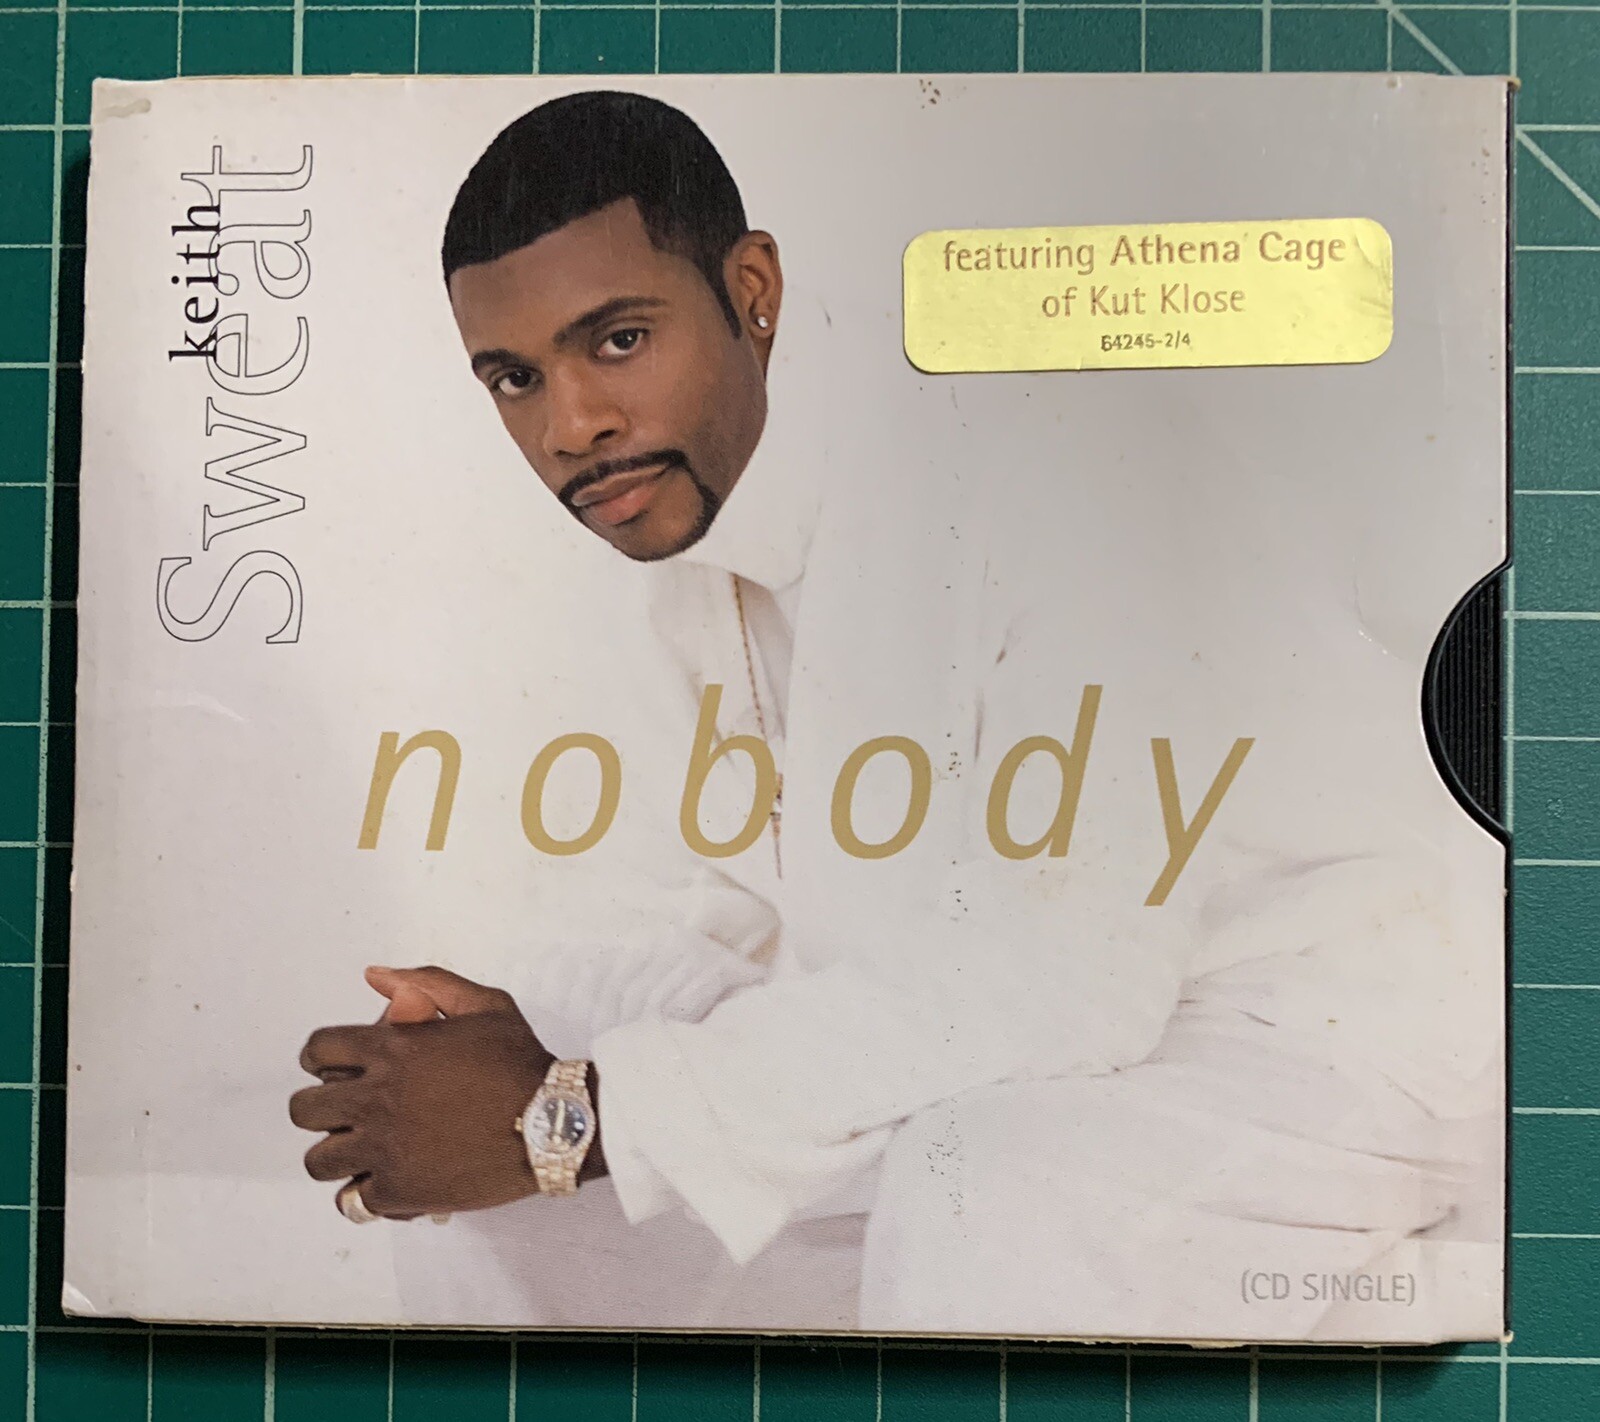 keith
Sweat
featuring Athena Cage
of Kut Klose
64245-2/4
nobody
(CD SINGLE)